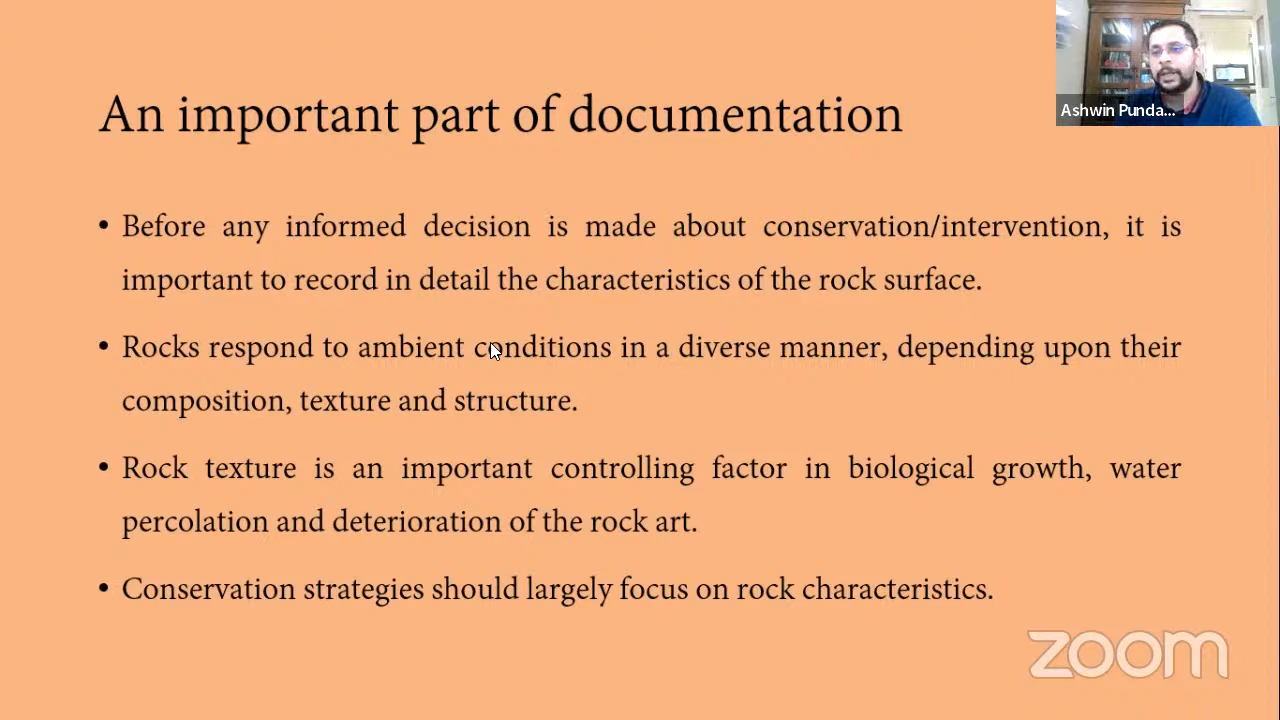 Ashwin Punda...
An important part of documentation
• Before any informed decision is made about conservation/intervention, it is
important to record in detail the characteristics of the rock surface.
• Rocks respond to ambient conditions in a diverse manner, depending upon their
composition, texture and structure.
• Rock texture is an important controlling factor in biological growth, water
percolation and deterioration of the rock art.
• Conservation strategies should largely focus on rock characteristics.
zoom